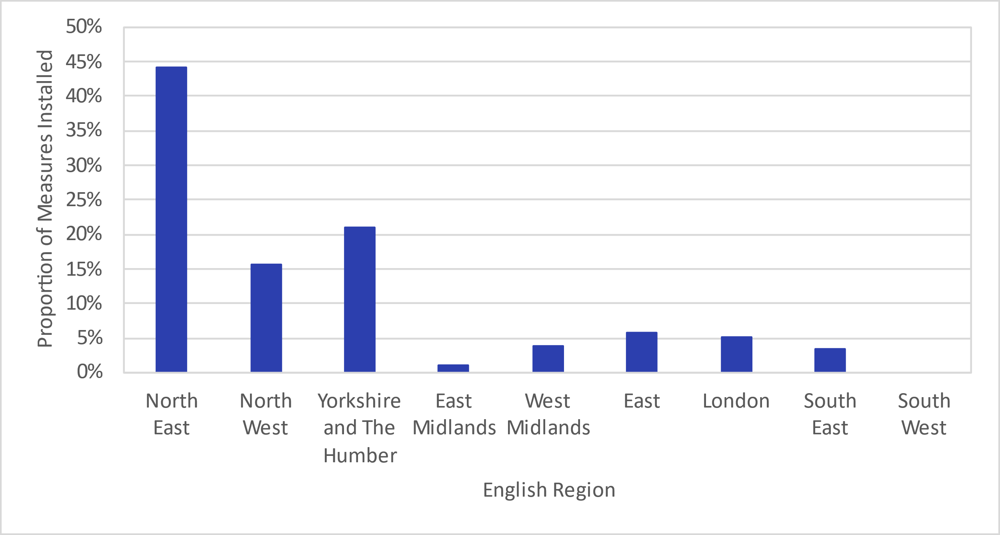 50%
45%
40%
35%
30%
25%
20%
15%
10%
5%
0%
Proportion of Measures Installed
North
East
North
West
Yorkshire
and The
Humber
East
Midlands
West
Midlands
East
London
South
East
South
West
English Region